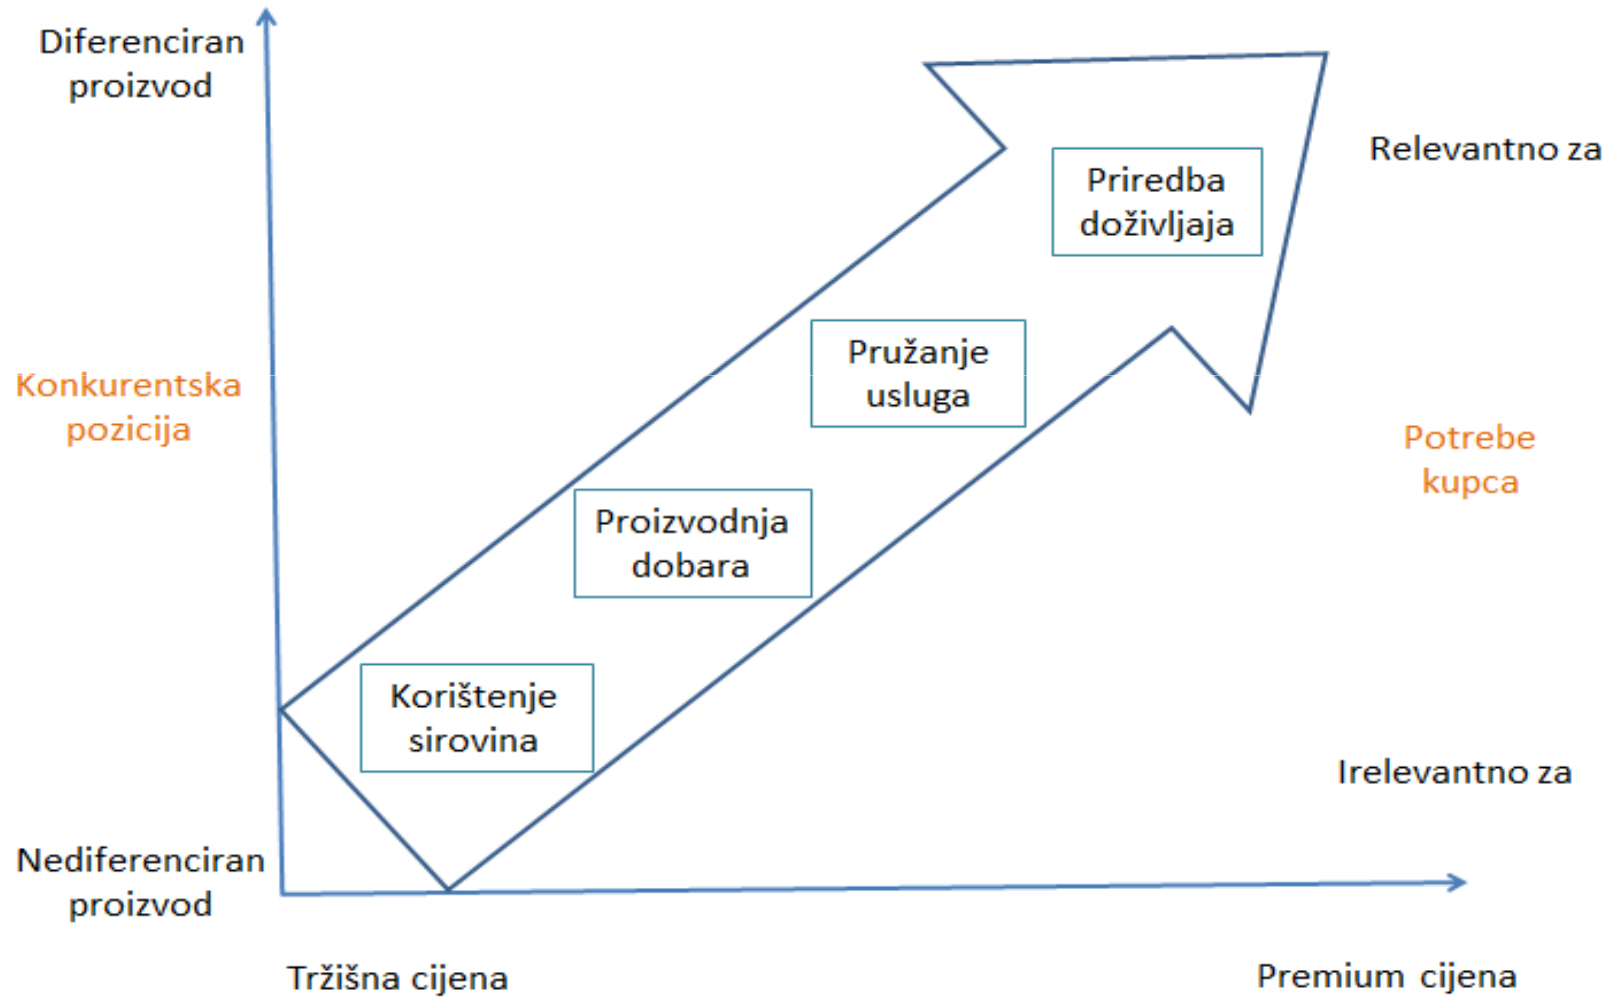 Diferenciran
proizvod
Relevantno za
Priredba
doživljaja
Pružanje
usluga
Konkurentska
pozicija
Potrebe
kupca
Proizvodnja
dobara
Korištenje
sirovina
Irelevantno za
Nediferenciran
proizvod
Tržišna cijena
Premium cijena